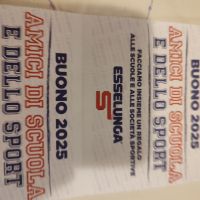 BUONO 2025
AMICI DI SCUOLA
E DELLO SPORT
FACCIAMO INSIEME UN REGALO
ALLE SCUOLE E ALLE SOCIETÀ SPORTIVE
ESSELUNGA
S
BUONO 2025
AMICI DI SCUOLA
E DELLO SPORT